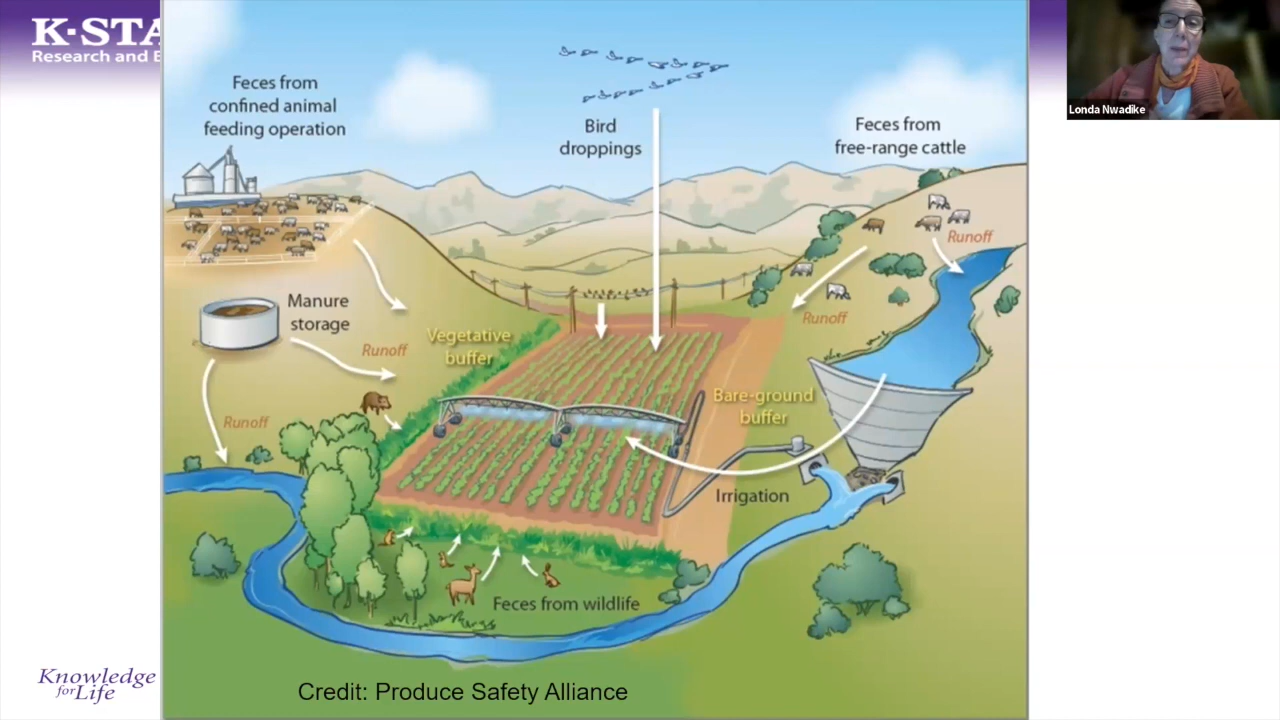 K-STA
Research and E
Londa Nwadike
Feces from
confined animal
feeding operation
Bird
droppings
Feces from
free-range cattle
Runoff
Manure
storage
Runoff
Runoff
Vegetative
buffer
Bare-ground
buffer
Runoff
Irrigation
Feces from wildlife
Knowledge
for Life
Credit: Produce Safety Alliance